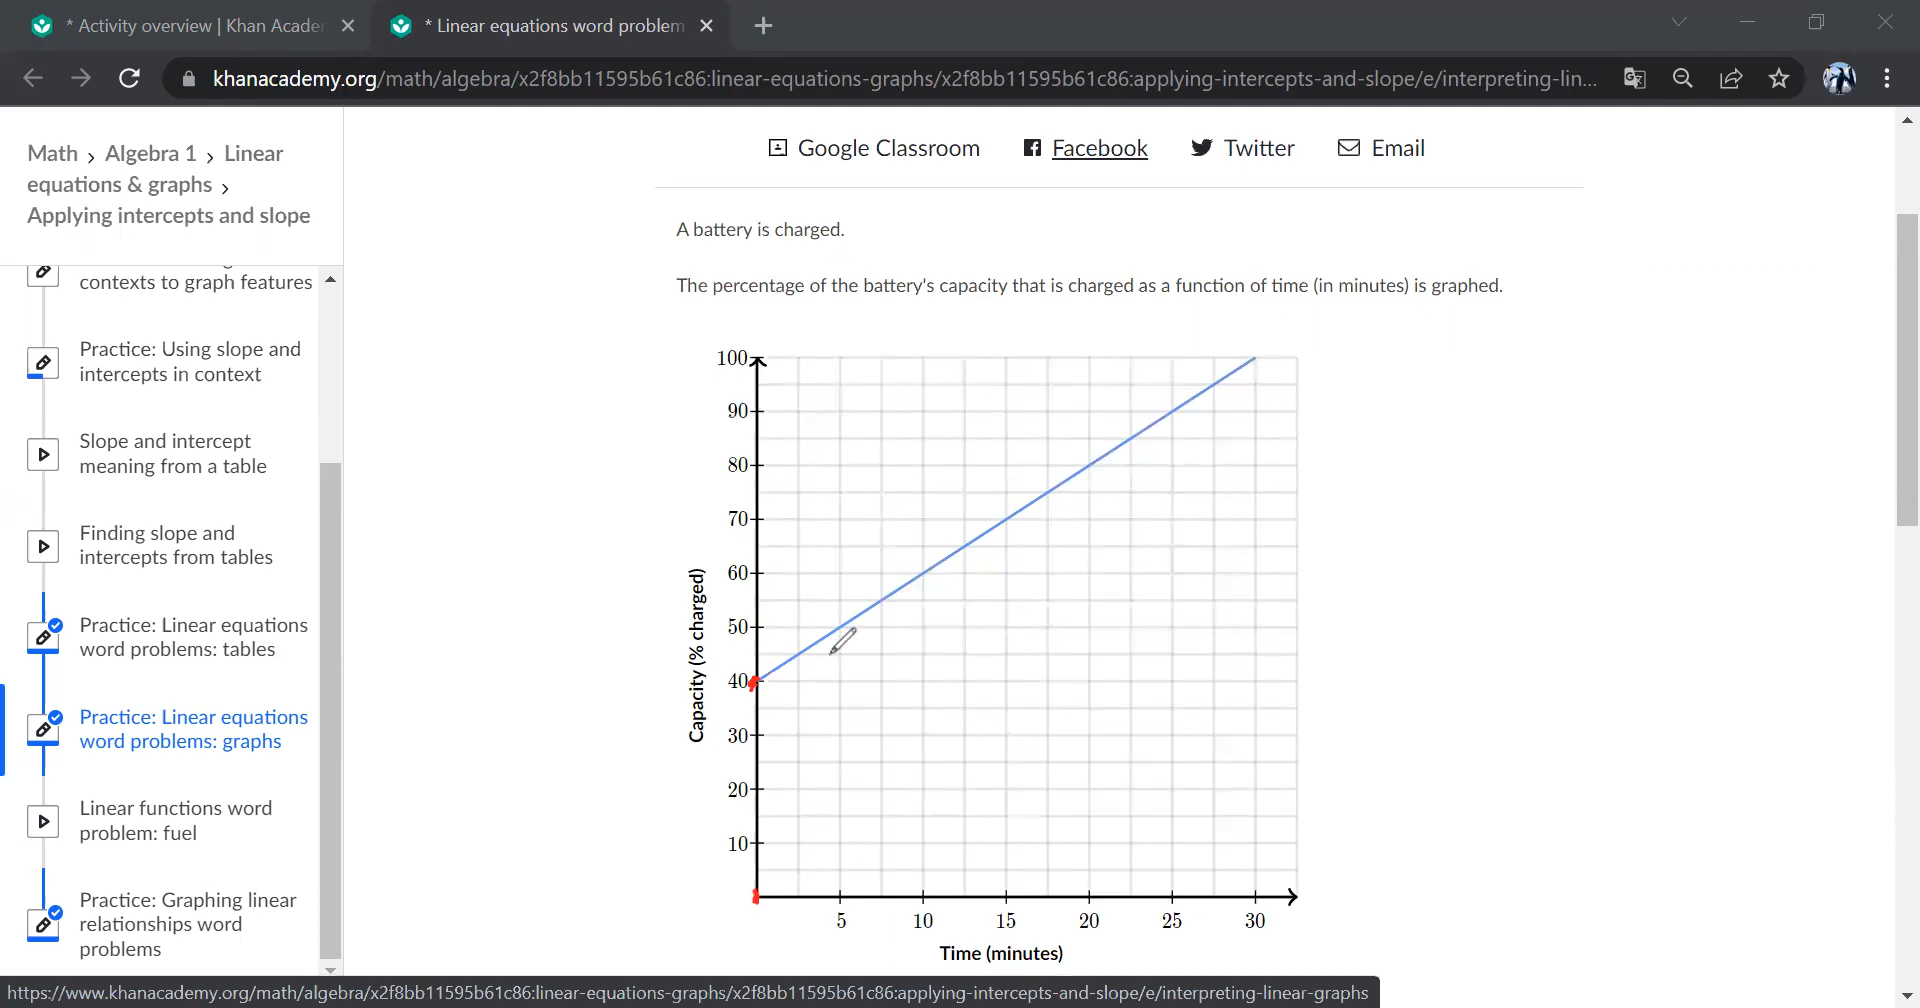 * Activity overview | Khan Acade
* Linear equations word problem
khanacademy.org/math/algebra/x2f8bb11595b61c86:linear-equations-graphs/x2f8bb11595b61c86:applying-intercepts-and-slope/e/interpreting-lin...
Math > Algebra 1 > Linear
equations & graphs >
Applying intercepts and slope
contexts to graph features
Practice: Using slope and
intercepts in context
Slope and intercept
meaning from a table
Finding slope and
intercepts from tables
Practice: Linear equations
word problems: tables
Practice: Linear equations
word problems: graphs
Linear functions word
problem: fuel
Practice: Graphing linear
relationships word
problems
Google Classroom
Facebook
Twitter
Email
A battery is charged.
The percentage of the battery's capacity that is charged as a function of time (in minutes) is graphed.
100
90
80
70
60
50
40
30
20
10
Capacity (% charged)
5 10 15 20 25 30
Time (minutes)
https://www.khanacademy.org/math/algebra/x2f8bb11595b61c86:linear-equations-graphs/x2f8bb11595b61c86:applying-intercepts-and-slope/e/interpreting-linear-graphs